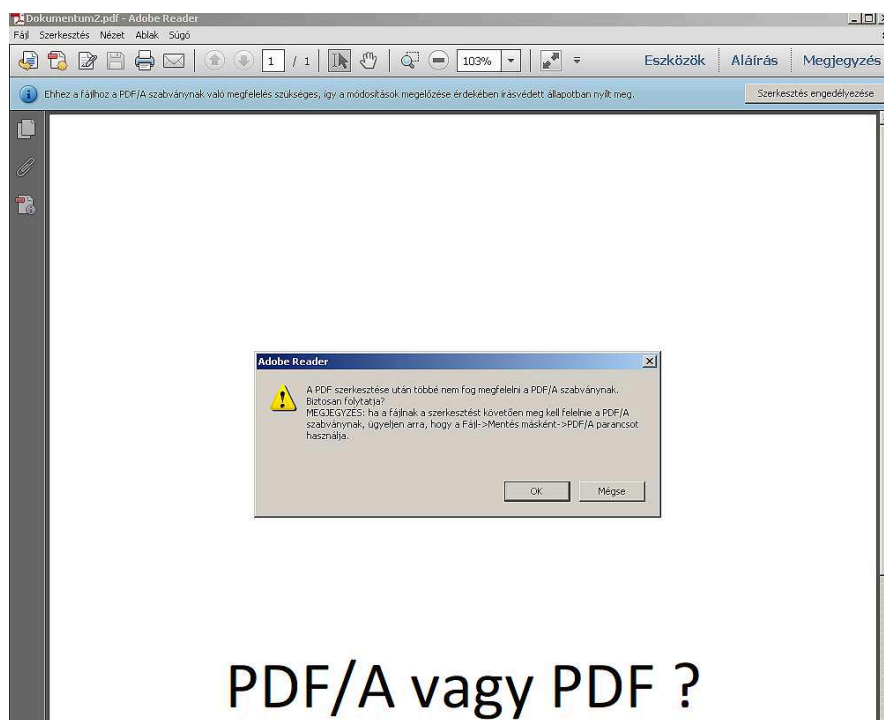 Dokumentum2.pdf - Adobe Reader
Fájl Szerkesztés Nézet Ablak Súgó
1 / 1 103% Eszközök Aláírás Megjegyzés
Ehhez a fájlhoz a PDF/A szabványnak való megfelelés szükséges, így a módosítások megelőzése érdekében írásvédett állapotban nyílt meg. Szerkesztés engedélyezése
Adobe Reader
A PDF szerkesztése után többé nem fog megfelelni a PDF/A szabványnak.
Biztosan folytatja?
MEGJEGYZÉS: ha a fájlnak a szerkesztést követően meg kell felelnie a PDF/A
szabványnak, ügyeljen arra, hogy a Fájl->Mentés másként->PDF/A parancsot
használja.
OK Mégse
PDF/A vagy PDF ?